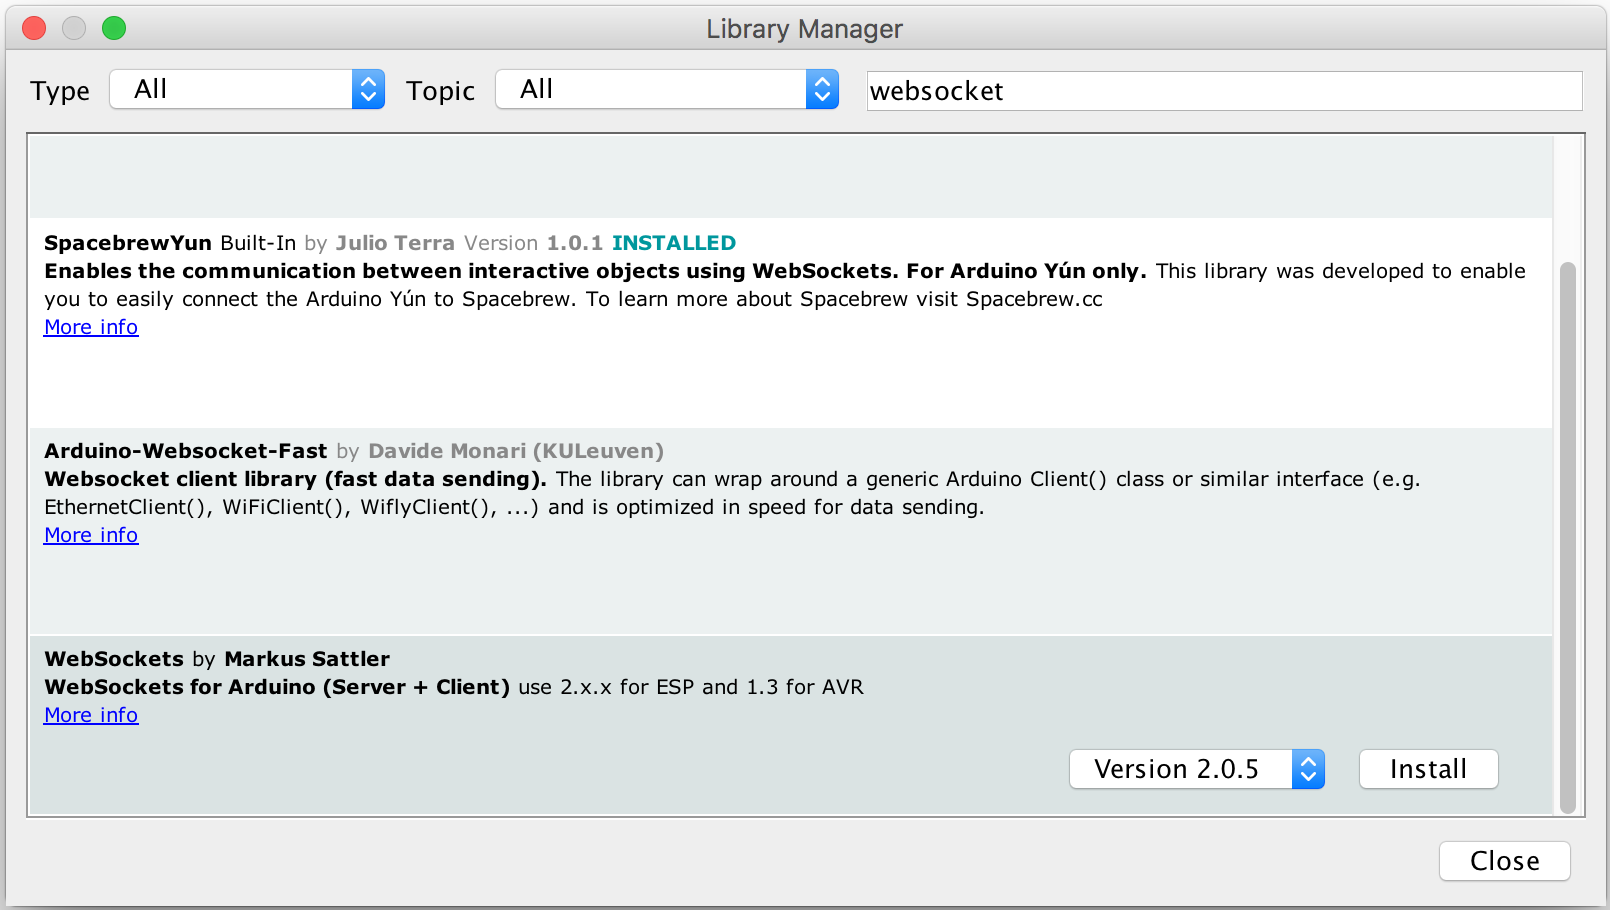 Library Manager
Type All Topic All websocket
SpacebrewYun Built-In by Julio Terra Version 1.0.1 INSTALLED
Enables the communication between interactive objects using WebSockets. For Arduino Yún only. This library was developed to enable
you to easily connect the Arduino Yún to Spacebrew. To learn more about Spacebrew visit Spacebrew.cc
More info
Arduino-Websocket-Fast by Davide Monari (KULeuven)
Websocket client library (fast data sending). The library can wrap around a generic Arduino Client() class or similar interface (e.g.
EthernetClient(), WiFiClient(), WiflyClient(), ...) and is optimized in speed for data sending.
More info
WebSockets by Markus Sattler
WebSockets for Arduino (Server + Client) use 2.x.x for ESP and 1.3 for AVR
More info
Version 2.0.5 Install
Close